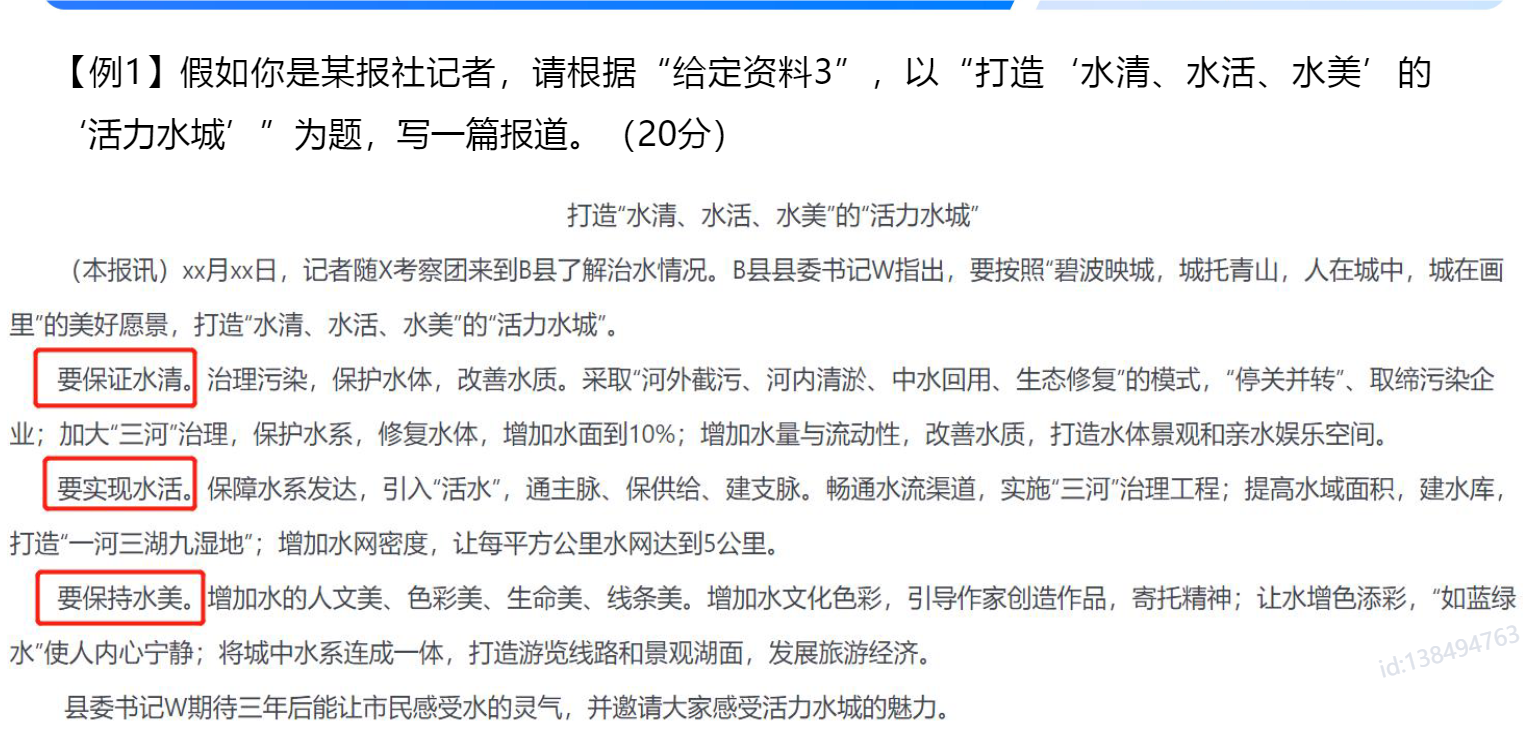 【例1】假如你是某报社记者，请根据“给定资料3”，以“打造‘水清、水活、水美’的
‘活力水城’”为题，写一篇报道。（20分）
打造“水清、水活、水美”的“活力水城”
（本报讯）xx月xx日，记者随X考察团来到B县了解治水情况。B县县委书记W指出，要按照“碧波映城，城托青山，人在城中，城在画
里”的美好愿景，打造“水清、水活、水美”的“活力水城”。
要保证水清。治理污染，保护水体，改善水质。采取“河外截污、河内清淤、中水回用、生态修复”的模式，“停关并转”、取缔污染企
业；加大“三河”治理，保护水系，修复水体，增加水面到10%；增加水量与流动性，改善水质，打造水体景观和亲水娱乐空间。
要实现水活。保障水系发达，引入“活水”，通主脉、保供给、建支脉。畅通水流渠道，实施“三河”治理工程；提高水域面积，建水库，
打造“一河三湖九湿地”；增加水网密度，让每平方公里水网达到5公里。
要保持水美。增加水的人文美、色彩美、生命美、线条美。增加水文化色彩，引导作家创造作品，寄托精神；让水增色添彩，“如蓝绿
水”使人内心宁静；将城中水系连成一体，打造游览线路和景观湖面，发展旅游经济。
id:138494763
县委书记W期待三年后能让市民感受水的灵气，并邀请大家感受活力水城的魅力。